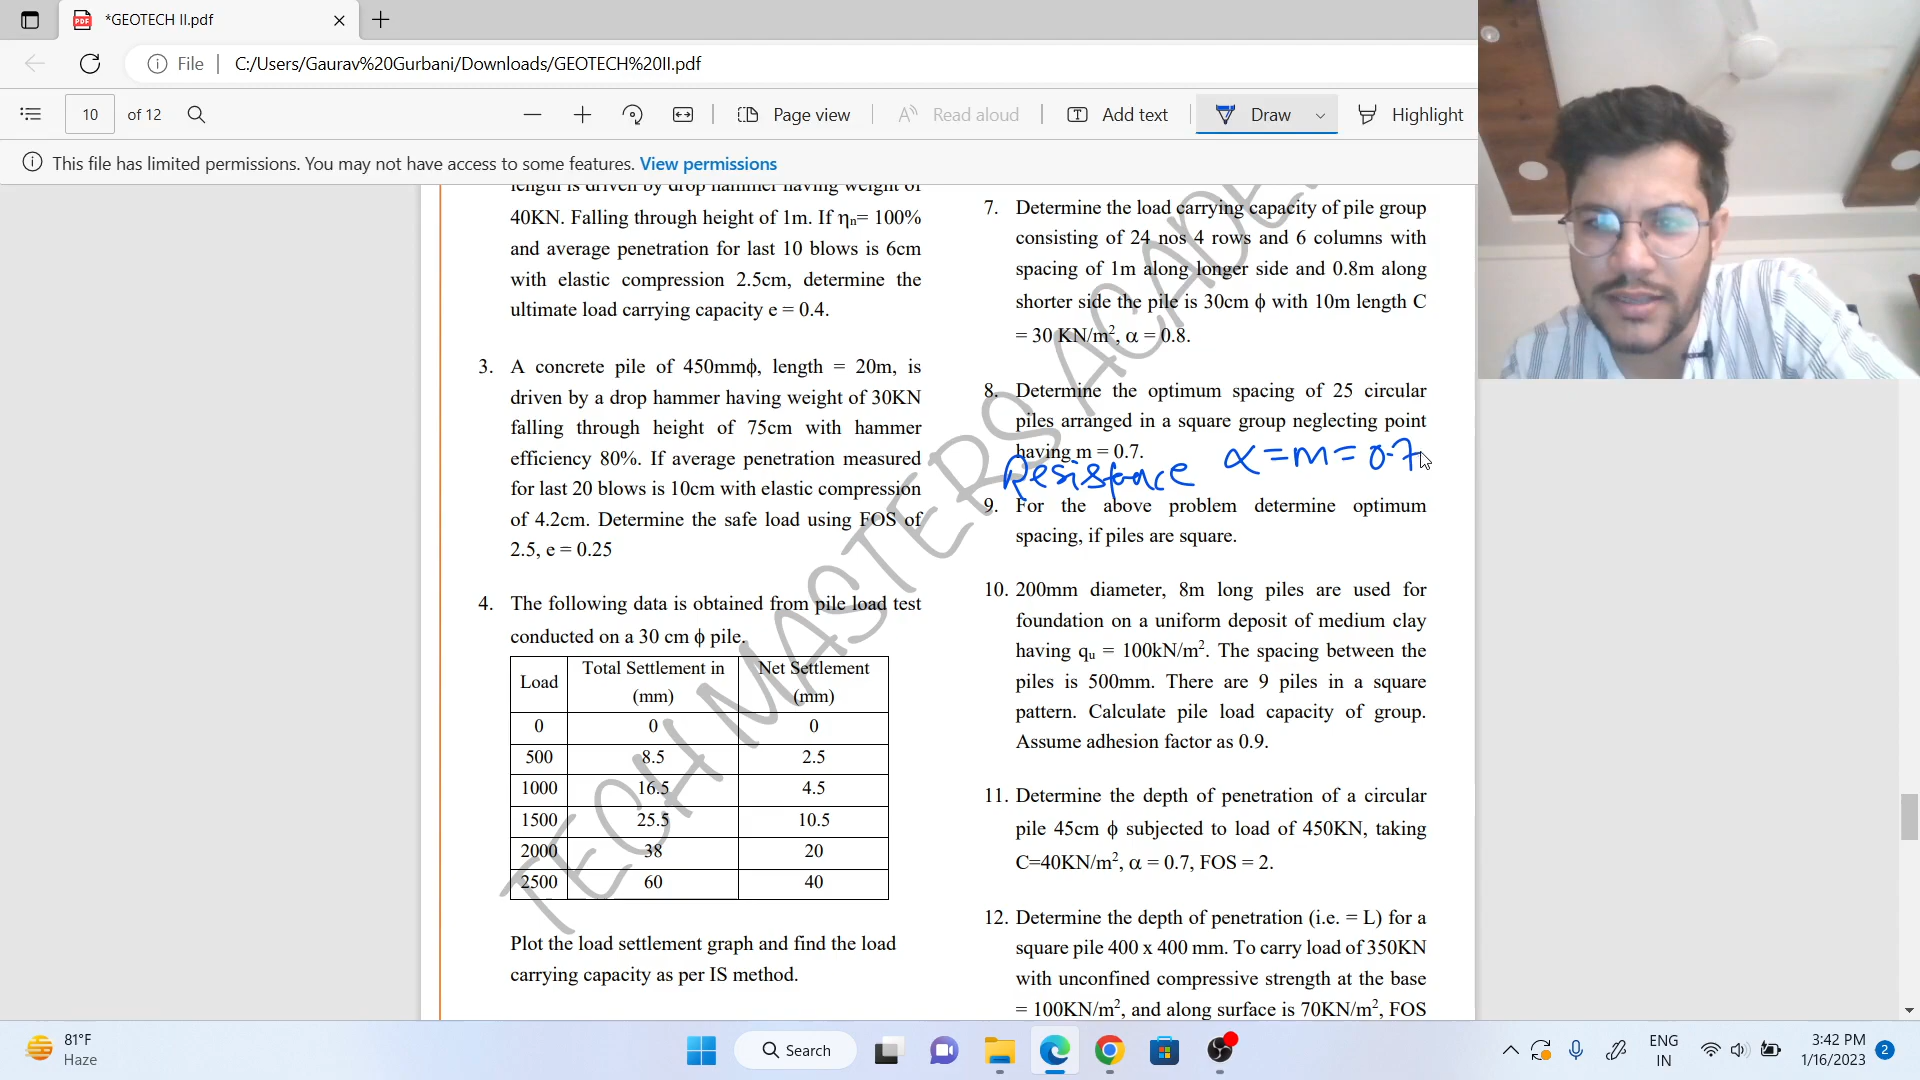 *GEOTECH II.pdf
File
C:/Users/Gaurav%20Gurbani/Downloads/GEOTECH%20II.pdf
10 of 12
Page view
Read aloud
Add text
Draw
Highlight
This file has limited permissions. You may not have access to some features. View permissions
length is driven by drop hammer having weight of
40KN. Falling through height of 1m. If ηn= 100%
and average penetration for last 10 blows is 6cm
with elastic compression 2.5cm, determine the
ultimate load carrying capacity e = 0.4.
3. A concrete pile of 450mmϕ, length = 20m, is
driven by a drop hammer having weight of 30KN
falling through height of 75cm with hammer
efficiency 80%. If average penetration measured
for last 20 blows is 10cm with elastic compression
of 4.2cm. Determine the safe load using FOS of
2.5, e = 0.25
4. The following data is obtained from pile load test
conducted on a 30 cm ϕ pile.
Load Total Settlement in (mm) Net Settlement (mm)
0 0 0
500 8.5 2.5
1000 16.5 4.5
1500 25.5 10.5
2000 38 20
2500 60 40
Plot the load settlement graph and find the load
carrying capacity as per IS method.
7. Determine the load carrying capacity of pile group
consisting of 24 nos 4 rows and 6 columns with
spacing of 1m along longer side and 0.8m along
shorter side the pile is 30cm ϕ with 10m length C
= 30 KN/m², α = 0.8.
8. Determine the optimum spacing of 25 circular
piles arranged in a square group neglecting point
having m = 0.7.
Resistance α=m=0.7
9. For the above problem determine optimum
spacing, if piles are square.
10. 200mm diameter, 8m long piles are used for
foundation on a uniform deposit of medium clay
having qu = 100kN/m². The spacing between the
piles is 500mm. There are 9 piles in a square
pattern. Calculate pile load capacity of group.
Assume adhesion factor as 0.9.
11. Determine the depth of penetration of a circular
pile 45cm ϕ subjected to load of 450KN, taking
C=40KN/m², α = 0.7, FOS = 2.
12. Determine the depth of penetration (i.e. = L) for a
square pile 400 x 400 mm. To carry load of 350KN
with unconfined compressive strength at the base
= 100KN/m², and along surface is 70KN/m², FOS
TECH MASTERS ACADE
81°F
Haze
Search
ENG
IN
3:42 PM
1/16/2023
2